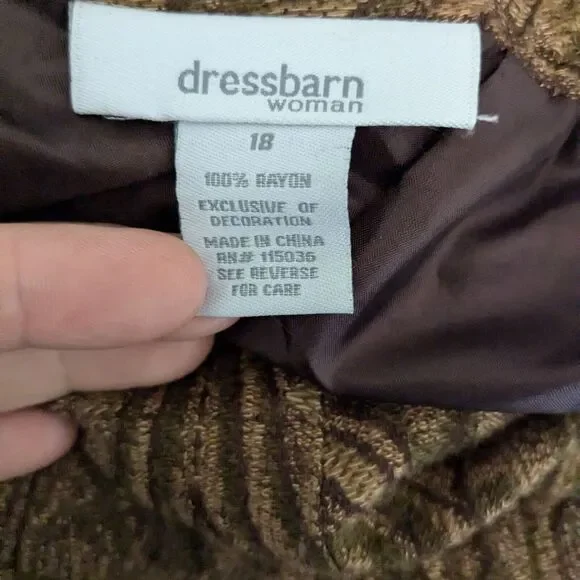 dressbarn
woman
18
100% RAYON
EXCLUSIVE OF
DECORATION
MADE IN CHINA
RN# 115036
SEE REVERSE
FOR CARE